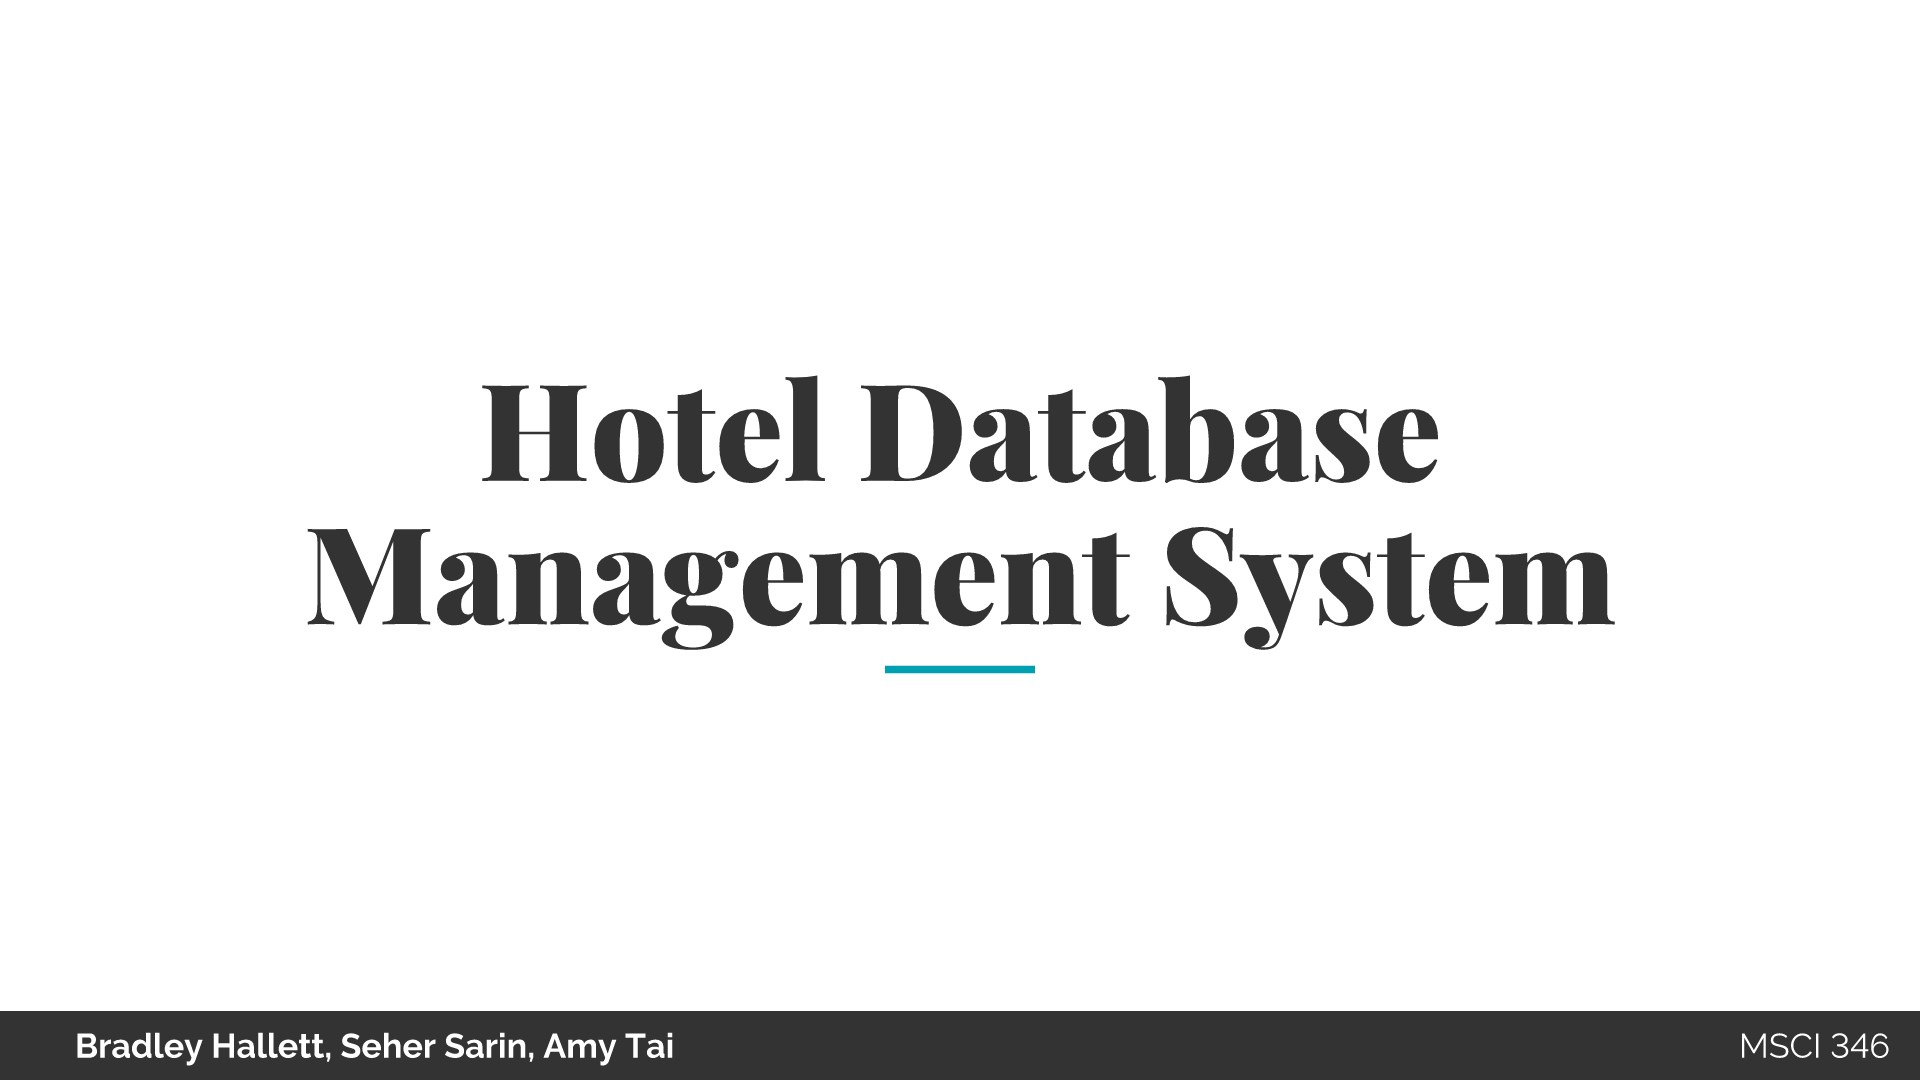 Hotel Database
Management System
Bradley Hallett, Seher Sarin, Amy Tai
MSCI 346